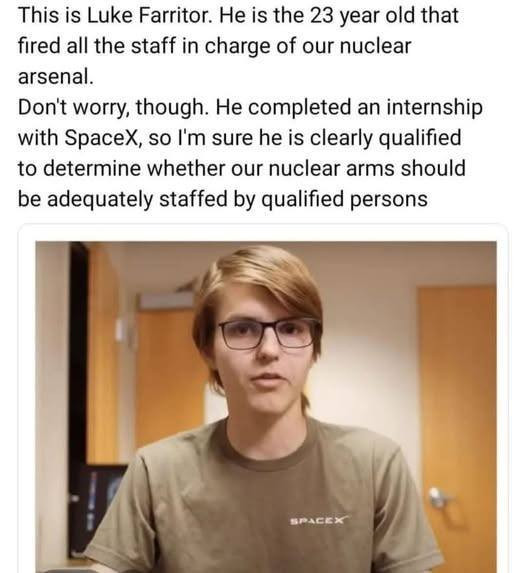 This is Luke Farritor. He is the 23 year old that
fired all the staff in charge of our nuclear
arsenal.
Don't worry, though. He completed an internship
with SpaceX, so I'm sure he is clearly qualified
to determine whether our nuclear arms should
be adequately staffed by qualified persons
SPACEX